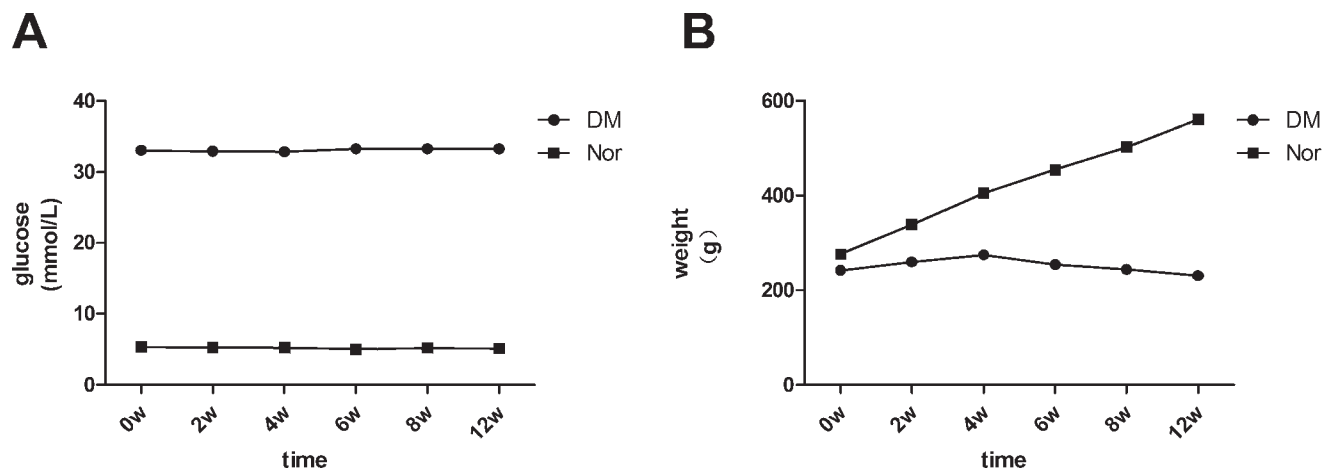 A
40
30
20
10
0
glucose
(mmol/L)
0w
2w
4w
6w
8w
12w
time
DM
Nor
B
600
400
200
0
weight
（g）
0w
2w
4w
6w
8w
12w
time
DM
Nor